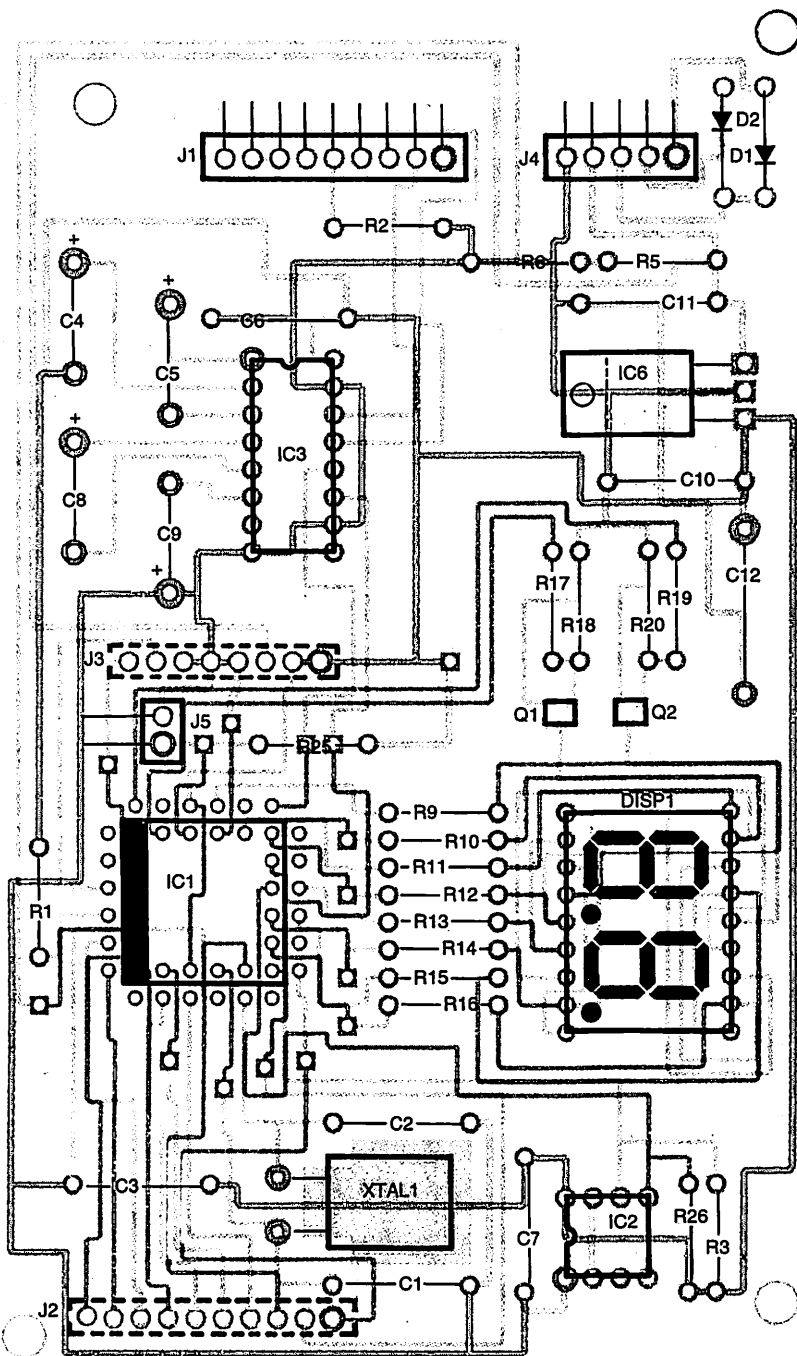 D2
J1
J4
D1
R2
R6
R5
+
+
C4
C6
C11
C5
IC6
+
IC3
C8
C10
C9
+
R17
R19
C12
R18
R20
J3
J5
Q1
Q2
R25
DISP1
R9
R10
IC1
R11
R12
R1
R13
R14
R15
R16
C2
C3
XTAL1
IC2
R26
R3
C7
C1
J2